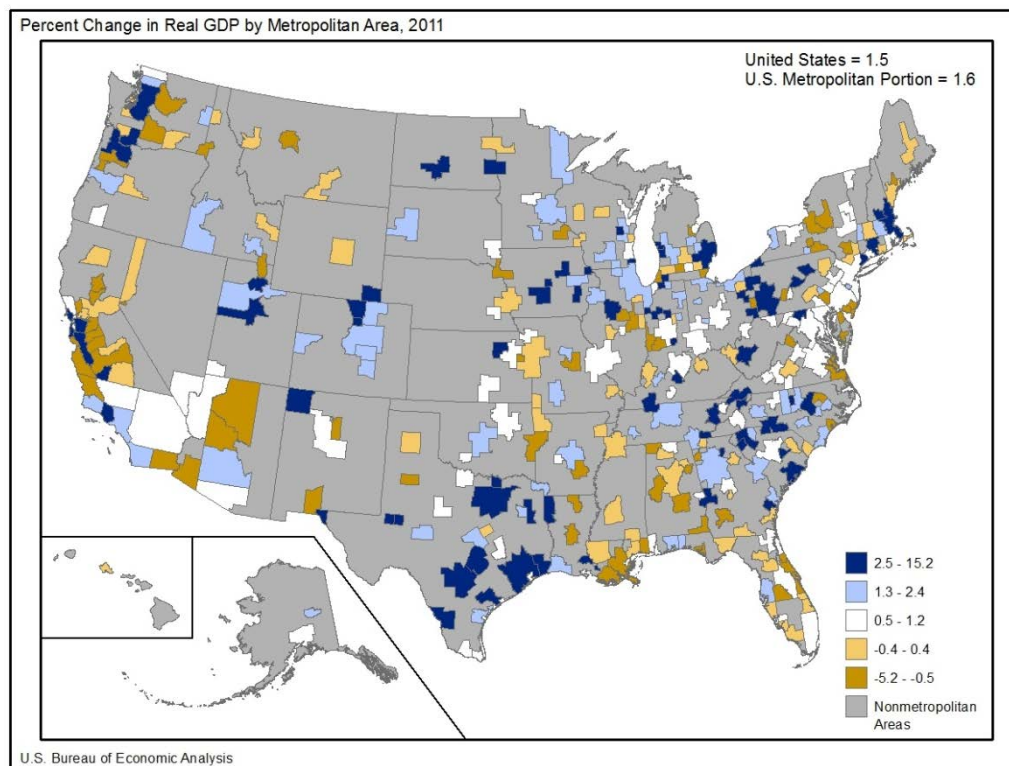 Percent Change in Real GDP by Metropolitan Area, 2011
United States = 1.5
U.S. Metropolitan Portion = 1.6
2.5 - 15.2
1.3 - 2.4
0.5 - 1.2
-0.4 - 0.4
-5.2 - -0.5
Nonmetropolitan
Areas
U.S. Bureau of Economic Analysis